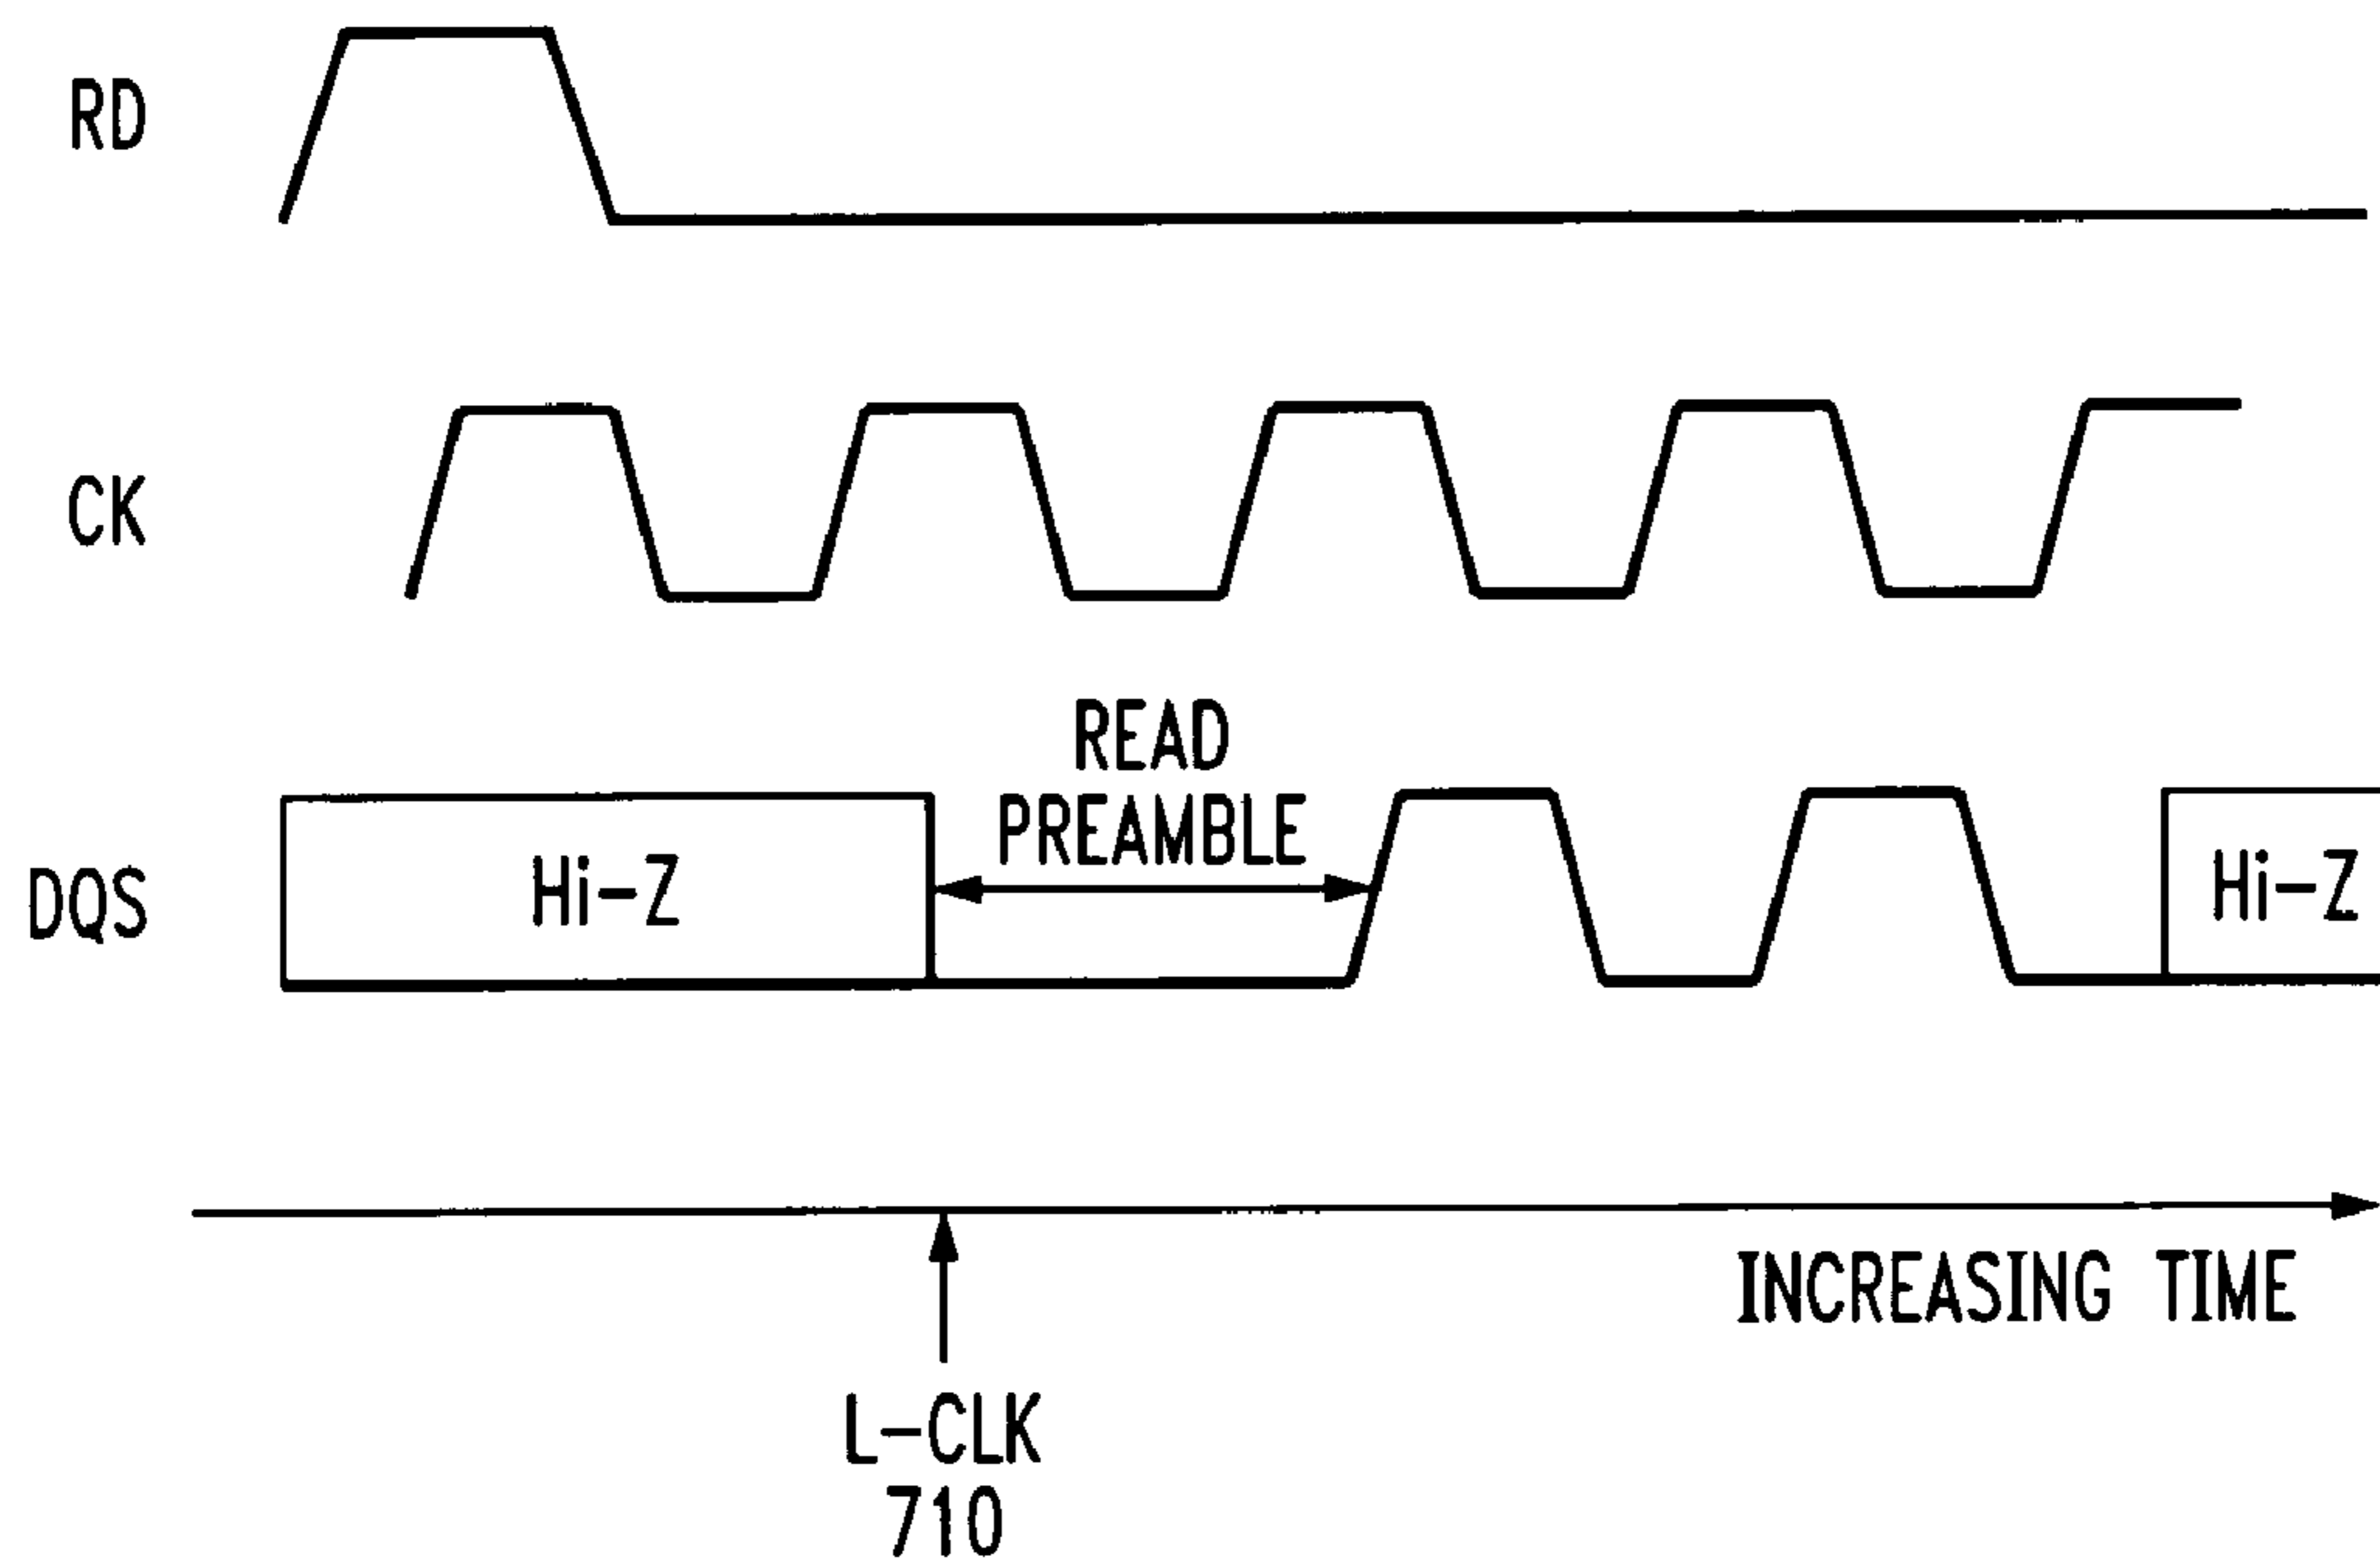 RD
CK
READ
PREAMBLE
DQS
Hi-Z
Hi-Z
INCREASING TIME
L-CLK
710